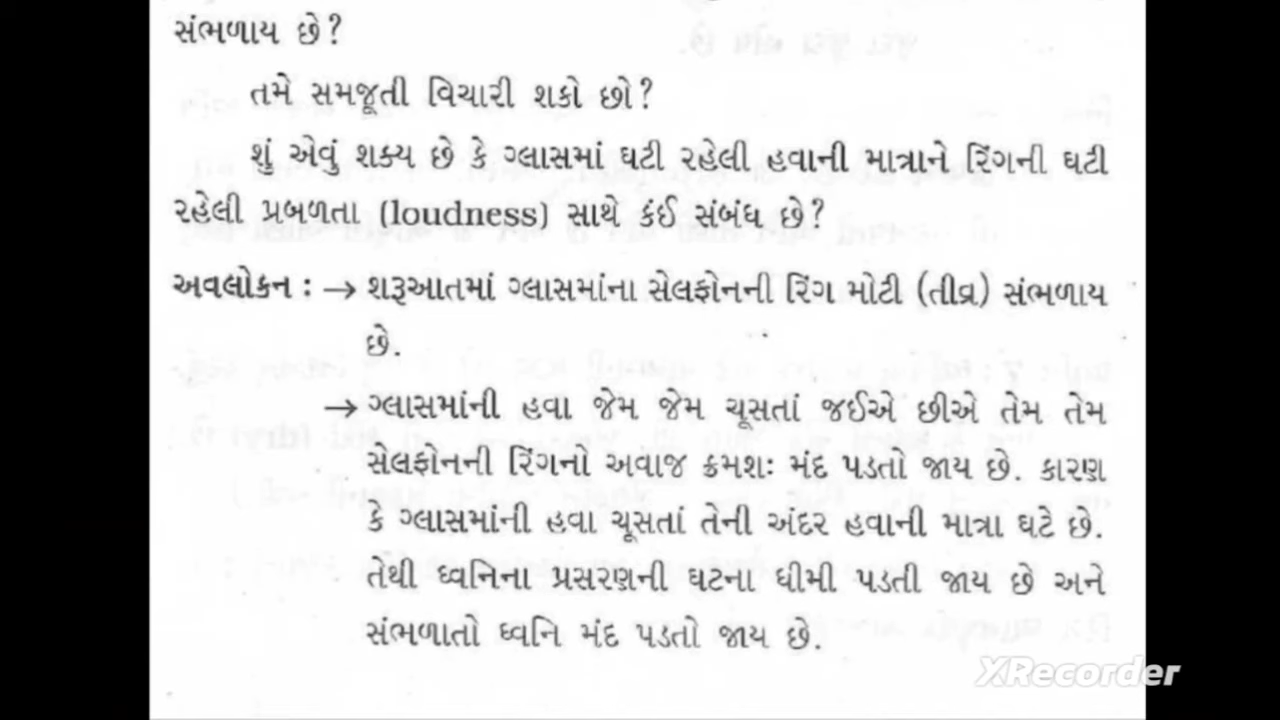 સંભળાય છે?
તમે સમજૂતી વિચારી શકો છો?
શું એવું શક્ય છે કે ગ્લાસમાં ઘટી રહેલી હવાની માત્રાને રિંગની ઘટી
રહેલી પ્રબળતા (loudness) સાથે કંઈ સંબંધ છે?
અવલોકન : → શરૂઆતમાં ગ્લાસમાંના સેલફોનની રિંગ મોટી (તીવ્ર) સંભળાય
છે.
→ ગ્લાસમાંની હવા જેમ જેમ ચૂસતાં જઈએ છીએ તેમ તેમ
સેલફોનની રિંગનો અવાજ ક્રમશઃ મંદ પડતો જાય છે. કારણ
કે ગ્લાસમાંની હવા ચૂસતાં તેની અંદર હવાની માત્રા ઘટે છે.
તેથી ધ્વનિના પ્રસરણની ઘટના ધીમી પડતી જાય છે અને
સંભળાતો ધ્વનિ મંદ પડતો જાય છે.
XRecorder